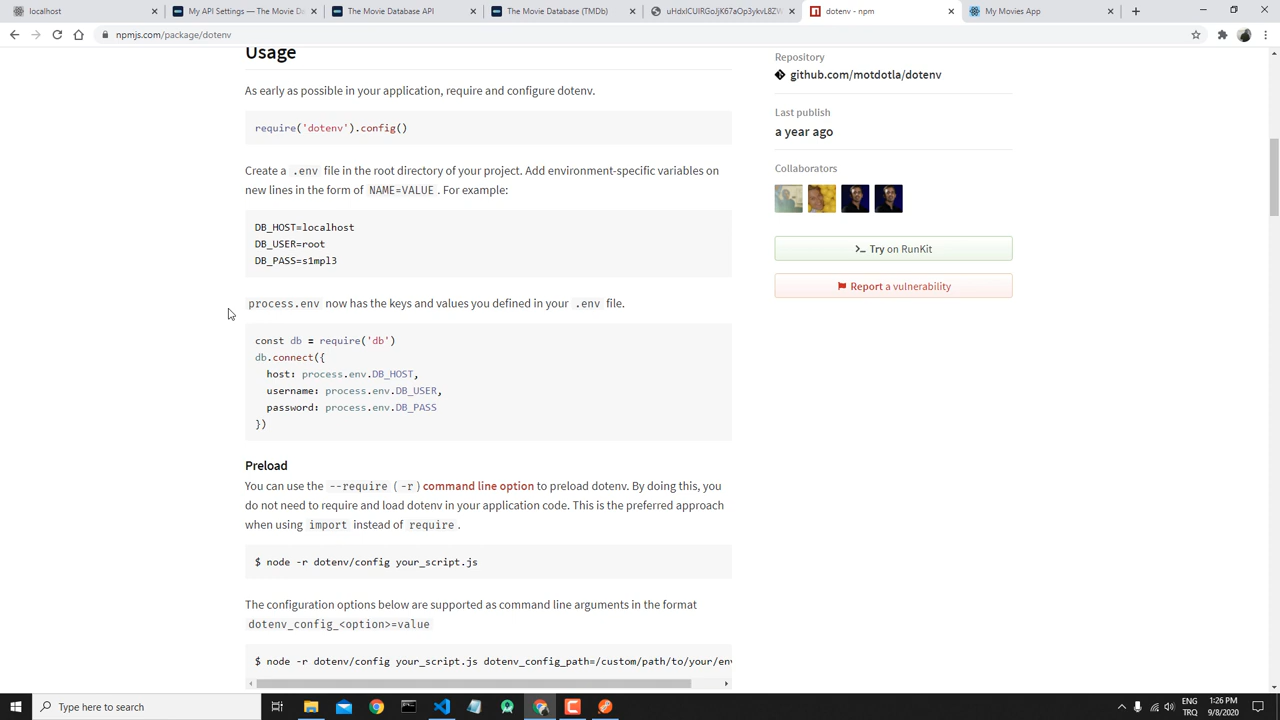 localhost
My API Settings — The Movie D
The Movie Database API
The Movie Database (TMDb)
dotenv - npm
My Movies App
npmjs.com/package/dotenv
Usage
As early as possible in your application, require and configure dotenv.
require('dotenv').config()
Create a .env file in the root directory of your project. Add environment-specific variables on
new lines in the form of NAME=VALUE. For example:
DB_HOST=localhost
DB_USER=root
DB_PASS=s1mpl3
process.env now has the keys and values you defined in your .env file.
const db = require('db')
db.connect({
host: process.env.DB_HOST,
username: process.env.DB_USER,
password: process.env.DB_PASS
})
Preload
You can use the --require (-r) command line option to preload dotenv. By doing this, you
do not need to require and load dotenv in your application code. This is the preferred approach
when using import instead of require.
$ node -r dotenv/config your_script.js
The configuration options below are supported as command line arguments in the format
dotenv_config_<option>=value
$ node -r dotenv/config your_script.js dotenv_config_path=/custom/path/to/your/env
Repository
github.com/motdotla/dotenv
Last publish
a year ago
Collaborators
Try on RunKit
Report a vulnerability
Type here to search
ENG
TRQ
1:26 PM
9/8/2020